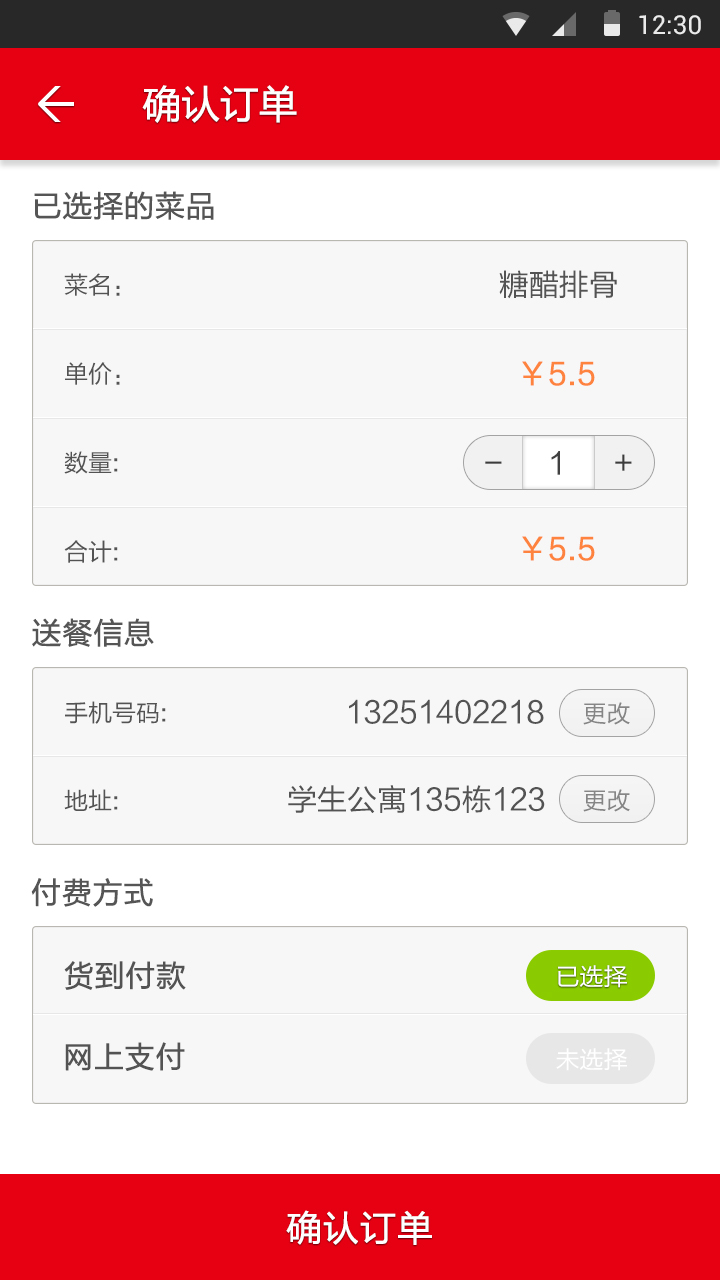 12:30
确认订单
已选择的菜品
菜名： 糖醋排骨
单价： ￥5.5
数量: − 1 +
合计: ￥5.5
送餐信息
手机号码: 13251402218 更改
地址: 学生公寓135栋123 更改
付费方式
货到付款 已选择
网上支付 未选择
确认订单